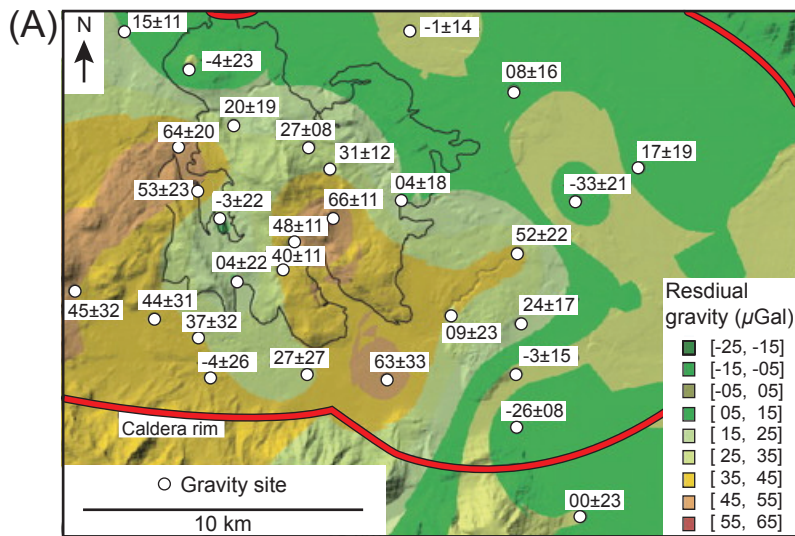 (A)
N
15±11
-1±14
-4±23
08±16
20±19
64±20
27±08
31±12
17±19
53±23
04±18
-33±21
-3±22
66±11
48±11
52±22
40±11
04±22
45±32
44±31
37±32
09±23
24±17
-4±26
27±27
63±33
-3±15
-26±08
00±23
Caldera rim
Gravity site
10 km
Resdiual
gravity (µGal)
[-25, -15]
[-15, -05]
[-05, 05]
[ 05, 15]
[ 15, 25]
[ 25, 35]
[ 35, 45]
[ 45, 55]
[ 55, 65]